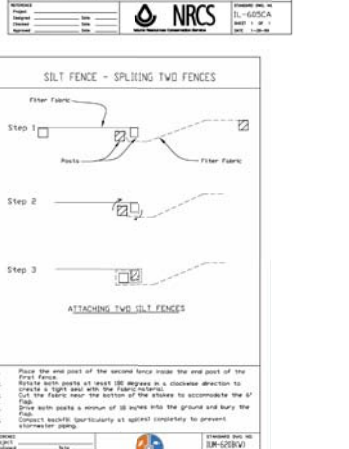 REFERENCE
Project
Designed Date
Checked Date
Approved Date
NRCS
Natural Resources Conservation Service
STANDARD DWG. NO.
IL-605CA
SHEET 1 OF 1
DATE
SILT FENCE - SPLICING TWO FENCES
Filter Fabric
Step 1
Posts
Filter Fabric
Step 2
Step 3
ATTACHING TWO SILT FENCES
Place the end post of the second fence inside the end post of the
first fence.
Rotate both posts at least 180 degrees in a clockwise direction to
create a tight seal with the fabric material.
Cut the fabric near the bottom of the stakes to accommodate the 6"
flap.
Drive both posts a minimum of 18 inches into the ground and bury the
flap.
Compact backfill (particularly at splices) completely to prevent
stormwater piping.
STANDARD DWG. NO.